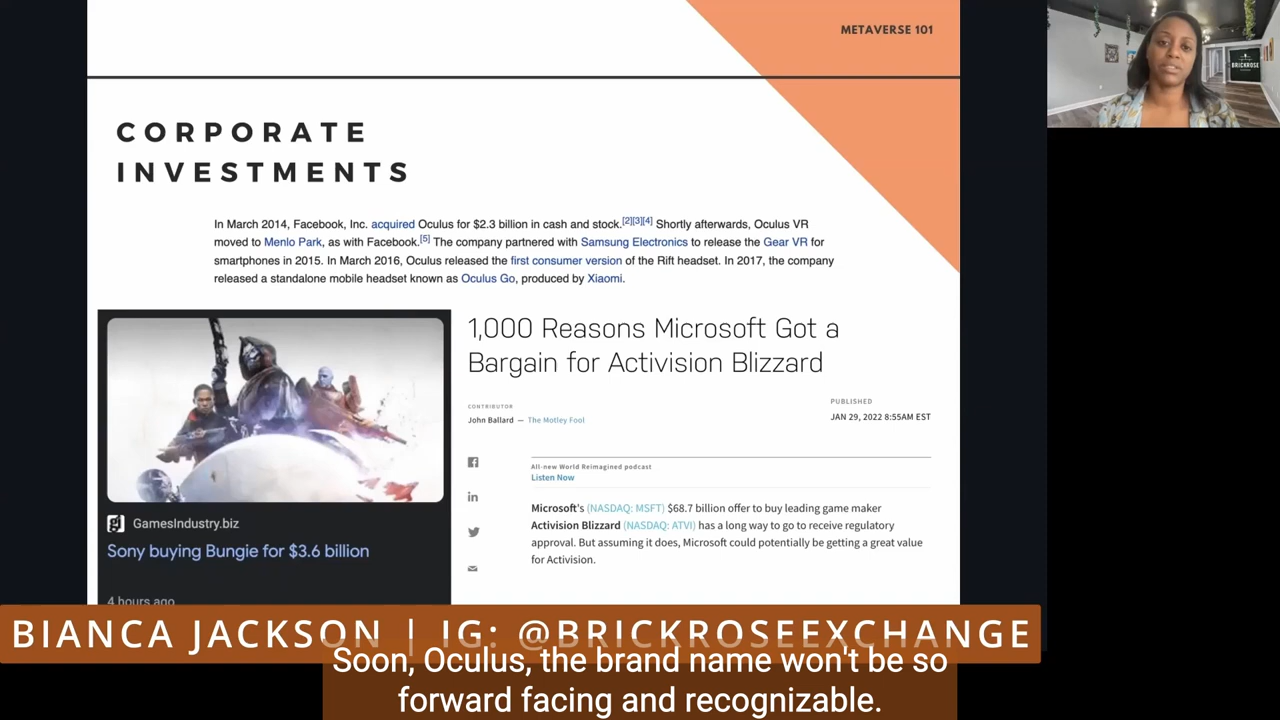 METAVERSE 101
BRICKROSE
CORPORATE
INVESTMENTS
In March 2014, Facebook, Inc. acquired Oculus for $2.3 billion in cash and stock.[2][3][4] Shortly afterwards, Oculus VR
moved to Menlo Park, as with Facebook.[5] The company partnered with Samsung Electronics to release the Gear VR for
smartphones in 2015. In March 2016, Oculus released the first consumer version of the Rift headset. In 2017, the company
released a standalone mobile headset known as Oculus Go, produced by Xiaomi.
GamesIndustry.biz
Sony buying Bungie for $3.6 billion
4 hours ago
1,000 Reasons Microsoft Got a
Bargain for Activision Blizzard
CONTRIBUTOR
John Ballard — The Motley Fool
PUBLISHED
JAN 29, 2022 8:55AM EST
All-new World Reimagined podcast
Listen Now
Microsoft's (NASDAQ: MSFT) $68.7 billion offer to buy leading game maker
Activision Blizzard (NASDAQ: ATVI) has a long way to go to receive regulatory
approval. But assuming it does, Microsoft could potentially be getting a great value
for Activision.
BIANCA JACKSON | IG: @BRICKROSEEXCHANGE
Soon, Oculus, the brand name won't be so
forward facing and recognizable.